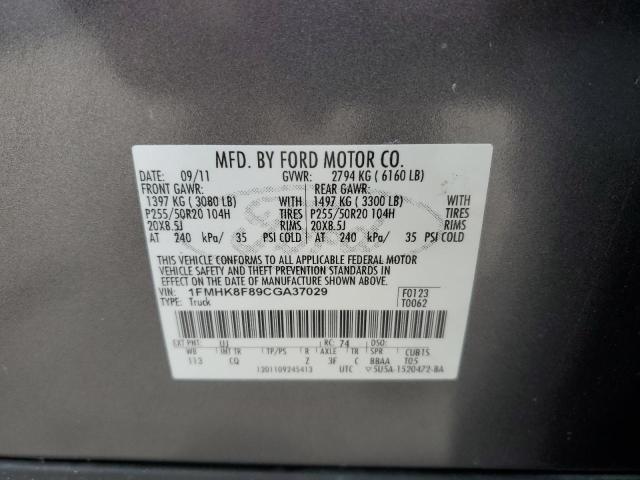 MFD. BY FORD MOTOR CO.
DATE: 09/11 GVWR: 2794 KG ( 6160 LB)
FRONT GAWR: REAR GAWR:
1397 KG ( 3080 LB) WITH 1497 KG ( 3300 LB) WITH
P255/50R20 104H TIRES P255/50R20 104H TIRES
20X8.5J RIMS 20X8.5J RIMS
AT 240 kPa/ 35 PSI COLD AT 240 kPa/ 35 PSI COLD
THIS VEHICLE CONFORMS TO ALL APPLICABLE FEDERAL MOTOR
VEHICLE SAFETY AND THEFT PREVENTION STANDARDS IN
EFFECT ON THE DATE OF MANUFACTURE SHOWN ABOVE.
VIN: 1FMHK8F89CGA37029 F0123
TYPE: Truck T0062
EXT PNT: UJ RC: 74 DSO:
WB INT TR TP/PS R AXLE TR SPR CUB15
113 CQ Z 3F C BBAA T05
1201109245413 UTC ▽5U5A-1520472-BA